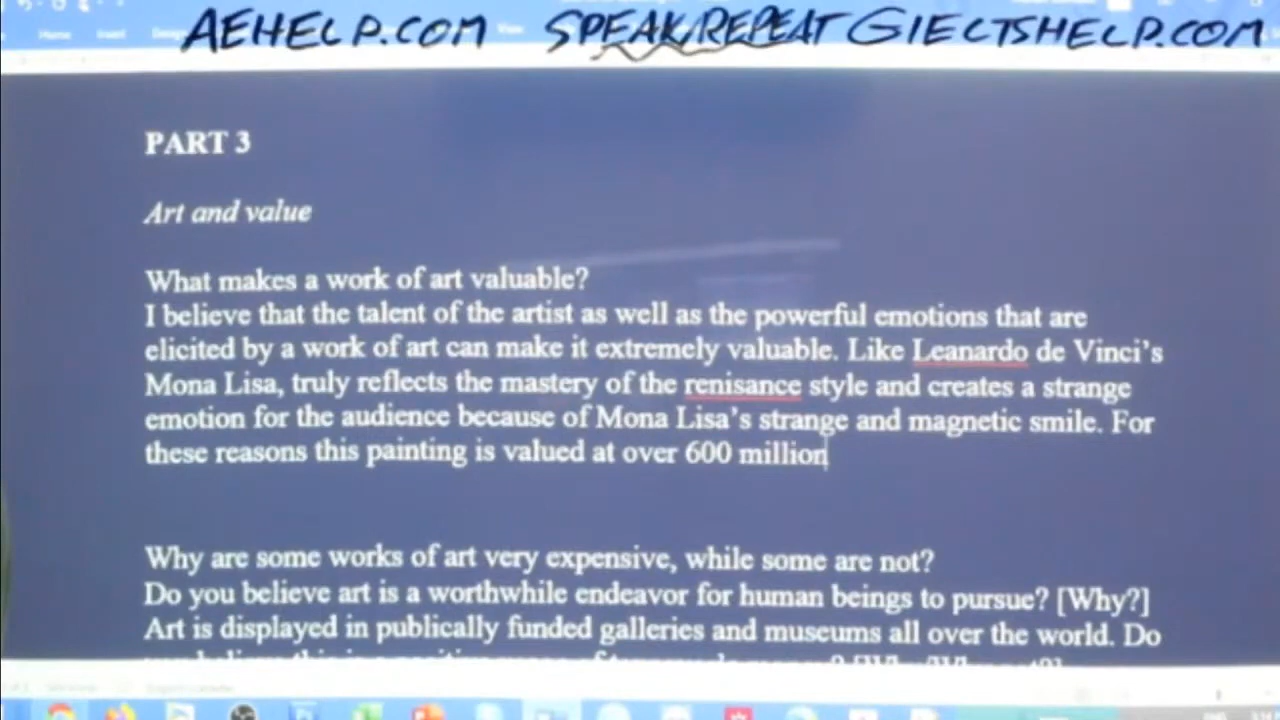 AEHELP.COM SPEAK/REPEAT GIELTSHELP.COM
Home Insert View
PART 3
Art and value
What makes a work of art valuable?
I believe that the talent of the artist as well as the powerful emotions that are
elicited by a work of art can make it extremely valuable. Like Leanardo de Vinci's
Mona Lisa, truly reflects the mastery of the renisance style and creates a strange
emotion for the audience because of Mona Lisa's strange and magnetic smile. For
these reasons this painting is valued at over 600 million
Why are some works of art very expensive, while some are not?
Do you believe art is a worthwhile endeavor for human beings to pursue? [Why?]
Art is displayed in publically funded galleries and museums all over the world. Do